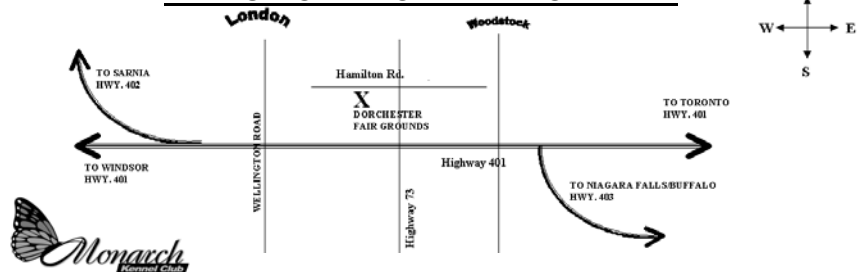 London
Woodstock
W
E
S
TO SARNIA
HWY. 402
Hamilton Rd.
X
DORCHESTER
FAIR GROUNDS
TO TORONTO
HWY. 401
WELLINGTON ROAD
TO WINDSOR
HWY. 401
Highway 401
Highway 73
TO NIAGARA FALLS/BUFFALO
HWY. 403
Monarch
Kennel Club